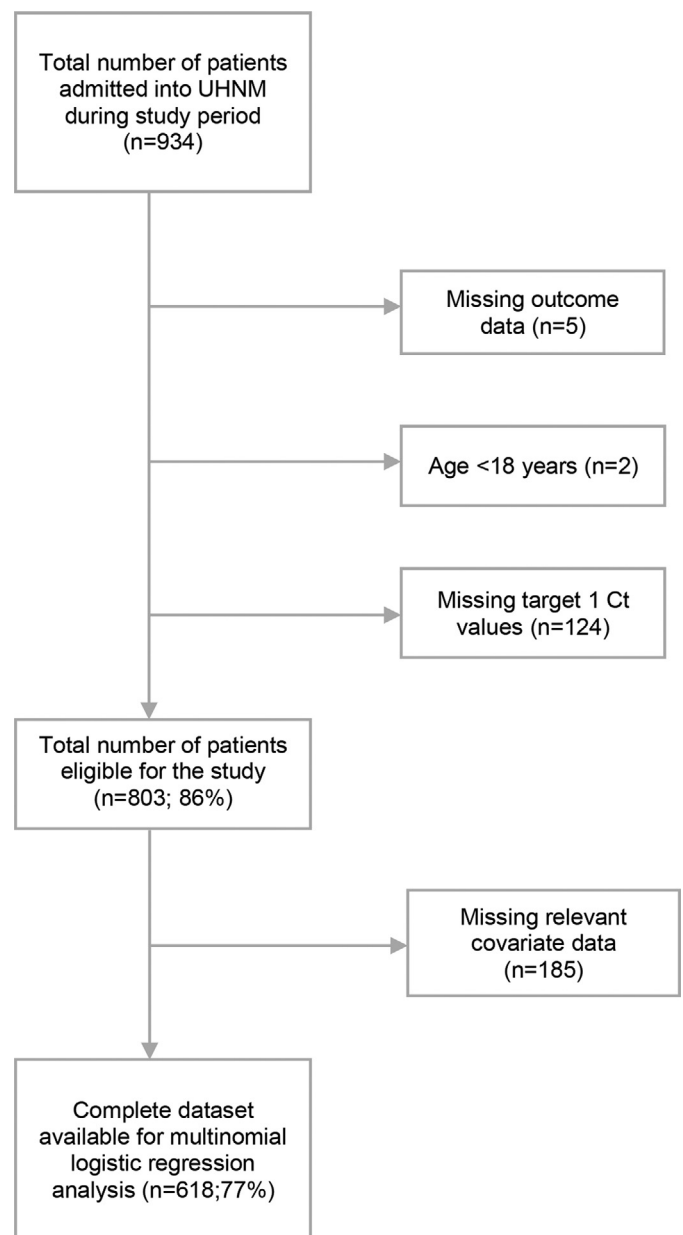 Total number of patients
admitted into UHNM
during study period
(n=934)
Missing outcome
data (n=5)
Age <18 years (n=2)
Missing target 1 Ct
values (n=124)
Total number of patients
eligible for the study
(n=803; 86%)
Missing relevant
covariate data
(n=185)
Complete dataset
available for multinomial
logistic regression
analysis (n=618;77%)